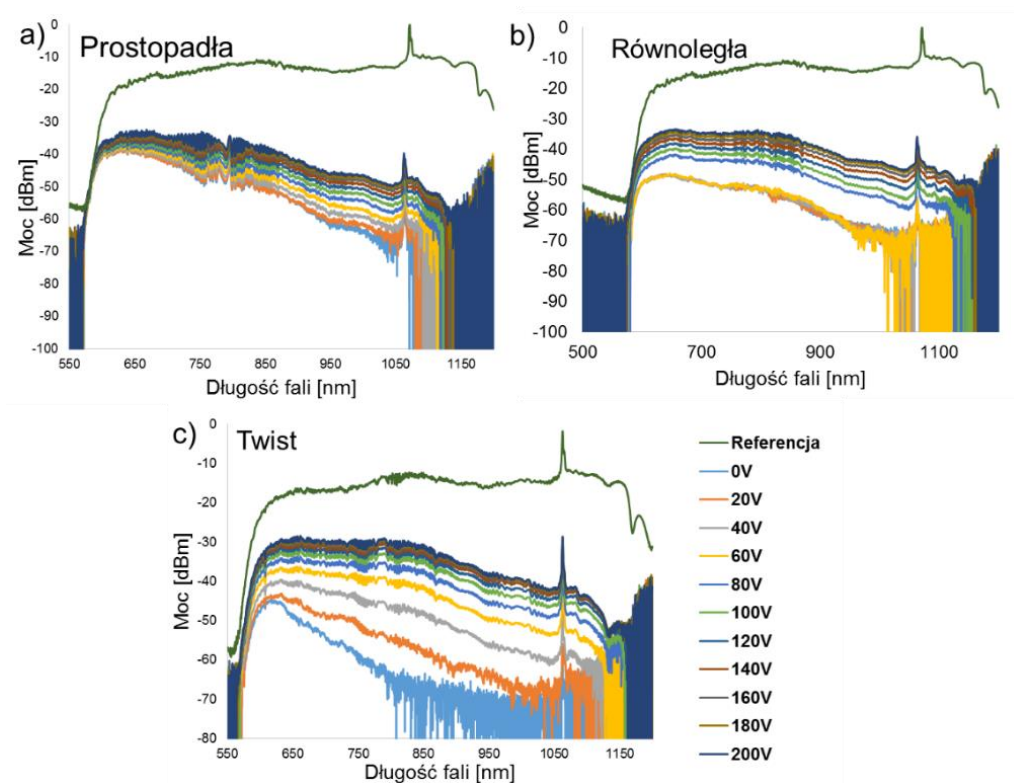 a) Prostopadła
0
-10
-20
-30
-40
-50
-60
-70
-80
-90
-100
Moc [dBm]
550 650 750 850 950 1050 1150
Długość fali [nm]
b) Równoległa
0
-10
-20
-30
-40
-50
-60
-70
-80
-90
-100
Moc [dBm]
500 700 900 1100
Długość fali [nm]
c) Twist
0
-10
-20
-30
-40
-50
-60
-70
-80
Moc [dBm]
550 650 750 850 950 1050 1150
Długość fali [nm]
Referencja
0V
20V
40V
60V
80V
100V
120V
140V
160V
180V
200V